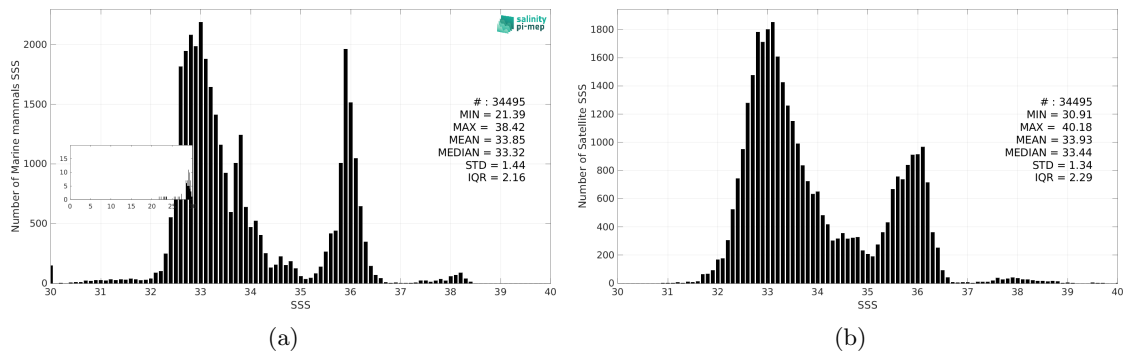 salinity
pi-mep
Number of Marine mammals SSS
2000
1500
1000
500
0
# : 34495
MIN = 21.39
MAX = 38.42
MEAN = 33.85
MEDIAN = 33.32
STD = 1.44
IQR = 2.16
15
10
5
0
0 5 10 15 20 25
30 31 32 33 34 35 36 37 38 39 40
SSS
(a)
Number of Satellite SSS
1800
1600
1400
1200
1000
800
600
400
200
0
# : 34495
MIN = 30.91
MAX = 40.18
MEAN = 33.93
MEDIAN = 33.44
STD = 1.34
IQR = 2.29
30 31 32 33 34 35 36 37 38 39 40
SSS
(b)